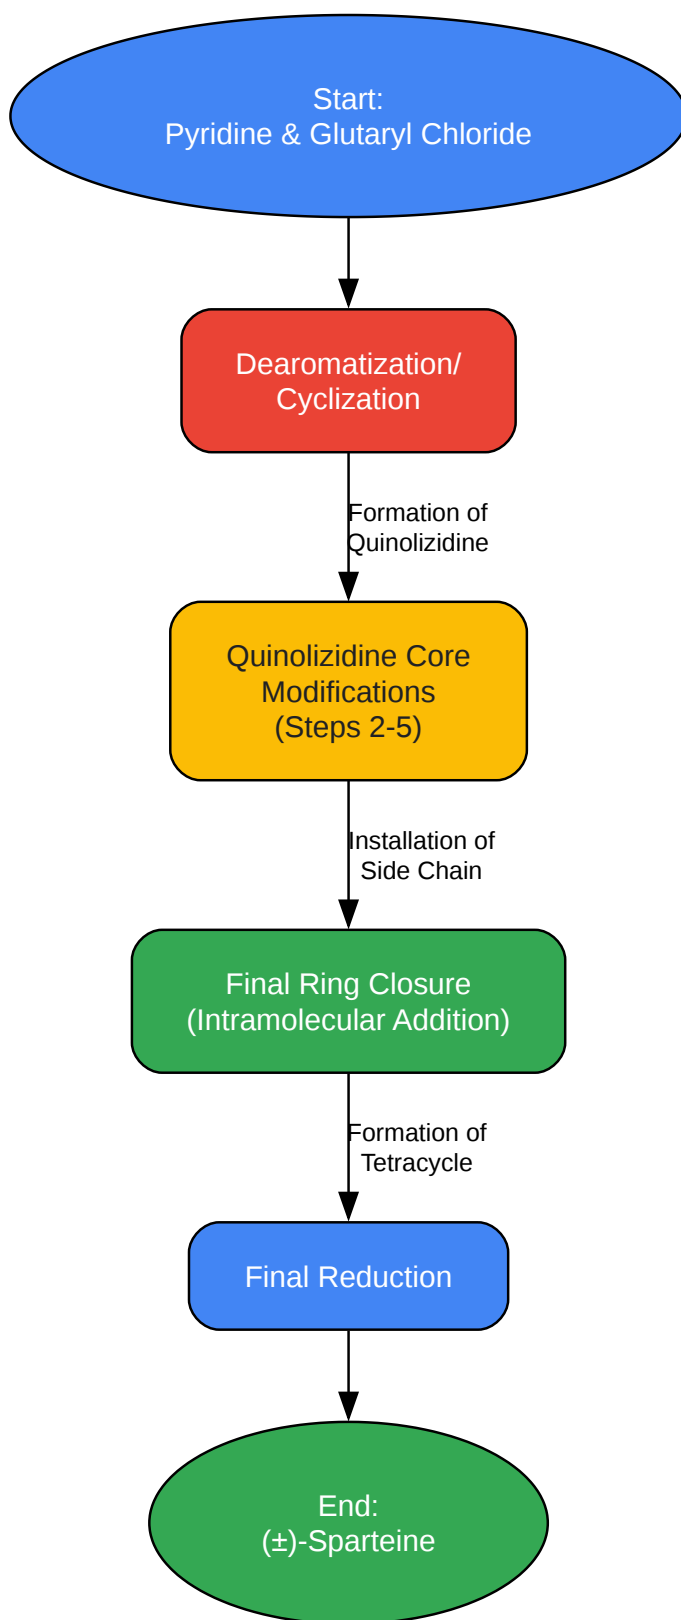 Start:
Pyridine & Glutaryl Chloride
Dearomatization/
Cyclization
Formation of
Quinolizidine
Quinolizidine Core
Modifications
(Steps 2-5)
Installation of
Side Chain
Final Ring Closure
(Intramolecular Addition)
Formation of
Tetracycle
Final Reduction
End:
(±)-Sparteine